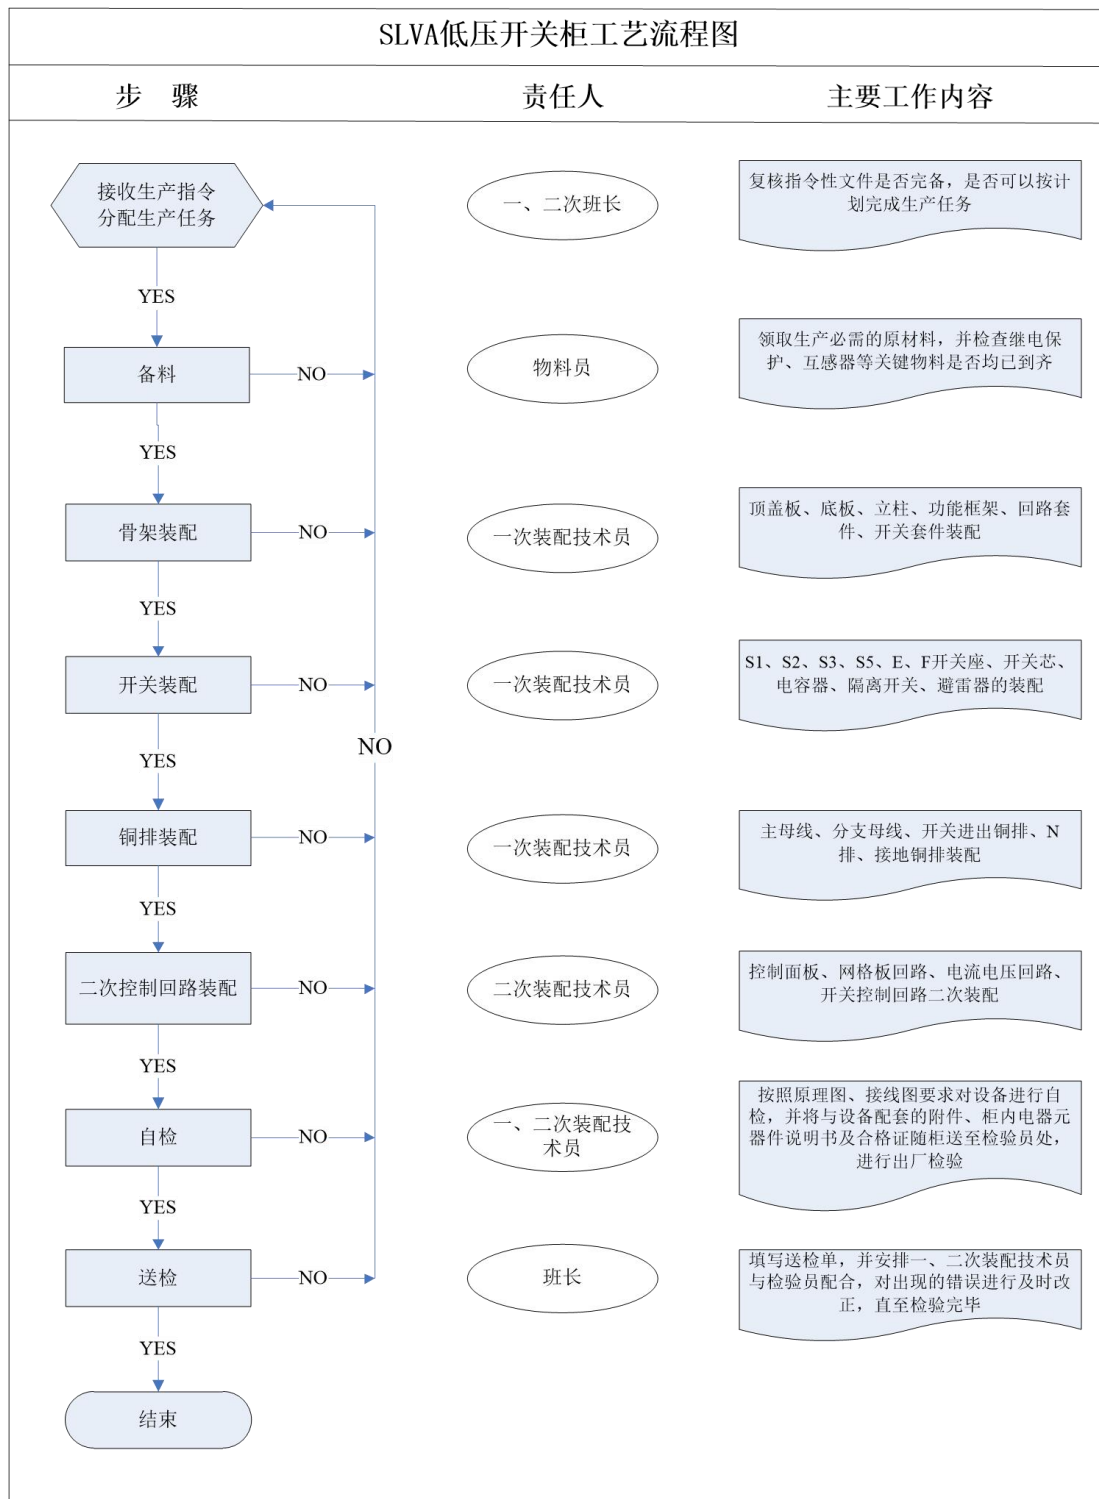 SLVA低压开关柜工艺流程图
步 骤
责任人
主要工作内容
接收生产指令
分配生产任务
一、二次班长
复核指令性文件是否完备，是否可以按计
划完成生产任务
YES
备料
NO
物料员
领取生产必需的原材料，并检查继电保
护、互感器等关键物料是否均已到齐
YES
骨架装配
NO
一次装配技术员
顶盖板、底板、立柱、功能框架、回路套
件、开关套件装配
YES
开关装配
NO
一次装配技术员
S1、S2、S3、S5、E、F开关座、开关芯、
电容器、隔离开关、避雷器的装配
NO
YES
铜排装配
NO
一次装配技术员
主母线、分支母线、开关进出铜排、N
排、接地铜排装配
YES
二次控制回路装配
NO
二次装配技术员
控制面板、网格板回路、电流电压回路、
开关控制回路二次装配
YES
自检
NO
一、二次装配技
术员
按照原理图、接线图要求对设备进行自
检，并将与设备配套的附件、柜内电器元
器件说明书及合格证随柜送至检验员处，
进行出厂检验
YES
送检
NO
班长
填写送检单，并安排一、二次装配技术员
与检验员配合，对出现的错误进行及时改
正，直至检验完毕
YES
结束